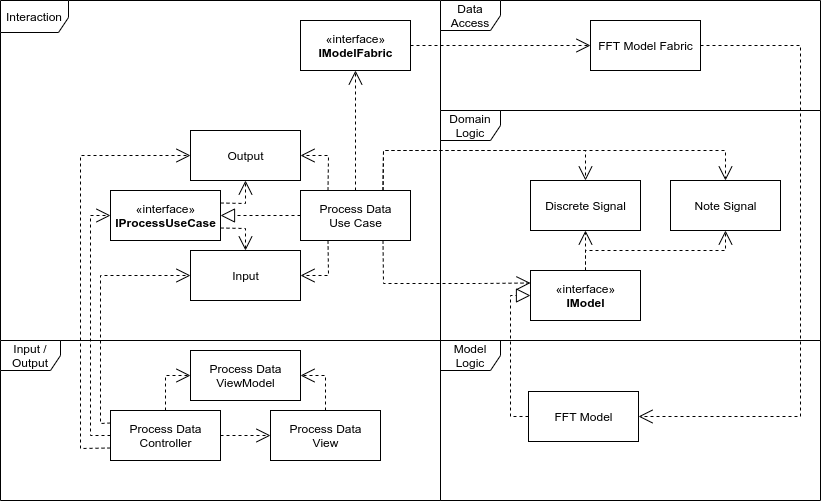 Interaction
«interface»
IModelFabric
Output
«interface»
IProcessUseCase
Process Data
Use Case
Input
Data
Access
FFT Model Fabric
Domain
Logic
Discrete Signal
Note Signal
«interface»
IModel
Input /
Output
Process Data
ViewModel
Process Data
Controller
Process Data
View
Model
Logic
FFT Model